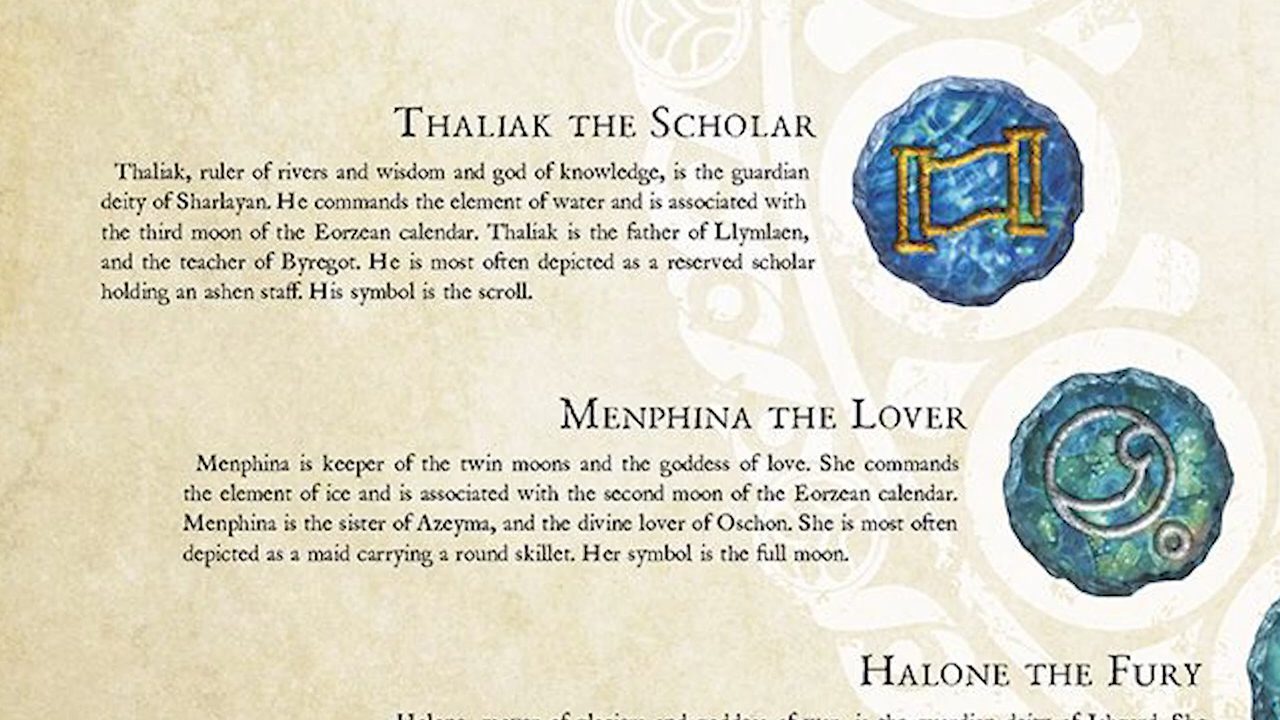 Thaliak the Scholar
Thaliak, ruler of rivers and wisdom and god of knowledge, is the guardian
deity of Sharlayan. He commands the element of water and is associated with
the third moon of the Eorzean calendar. Thaliak is the father of Llymlaen,
and the teacher of Byregot. He is most often depicted as a reserved scholar
holding an ashen staff. His symbol is the scroll.
Menphina the Lover
Menphina is keeper of the twin moons and the goddess of love. She commands
the element of ice and is associated with the second moon of the Eorzean calendar.
Menphina is the sister of Azeyma, and the divine lover of Oschon. She is most often
depicted as a maid carrying a round skillet. Her symbol is the full moon.
Halone the Fury